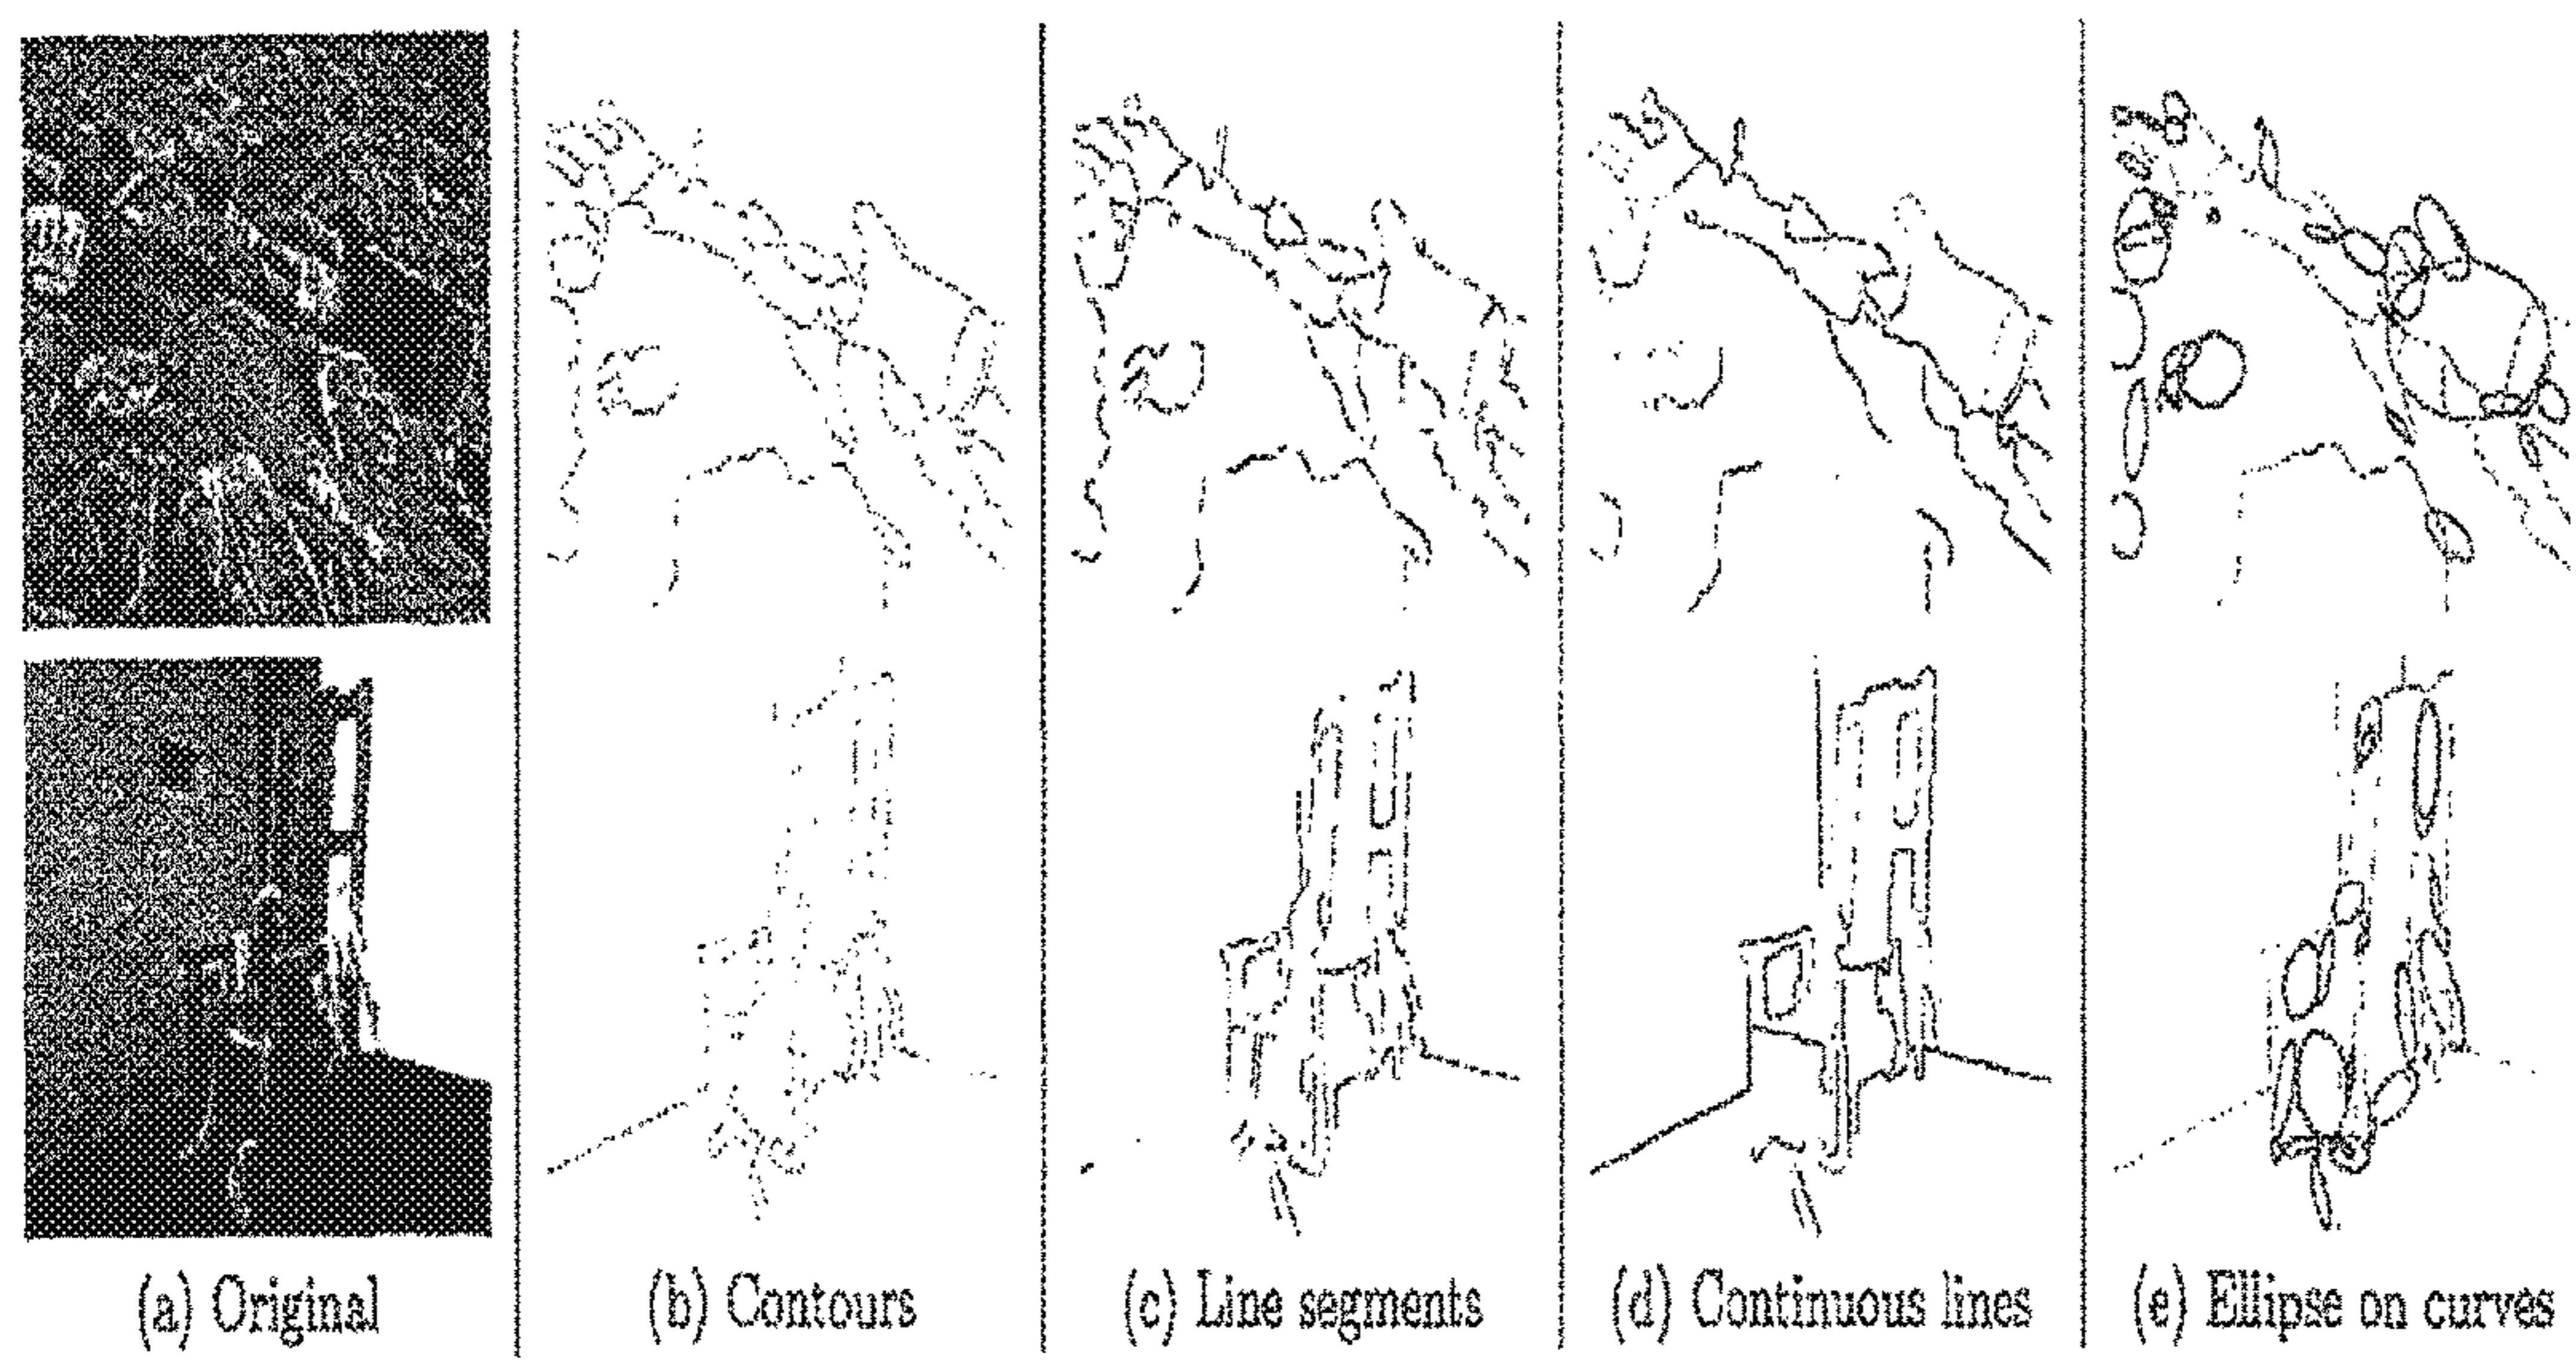 (a) Original
(b) Contours
(c) Line segments
(d) Continuous lines
(e) Ellipse on curves